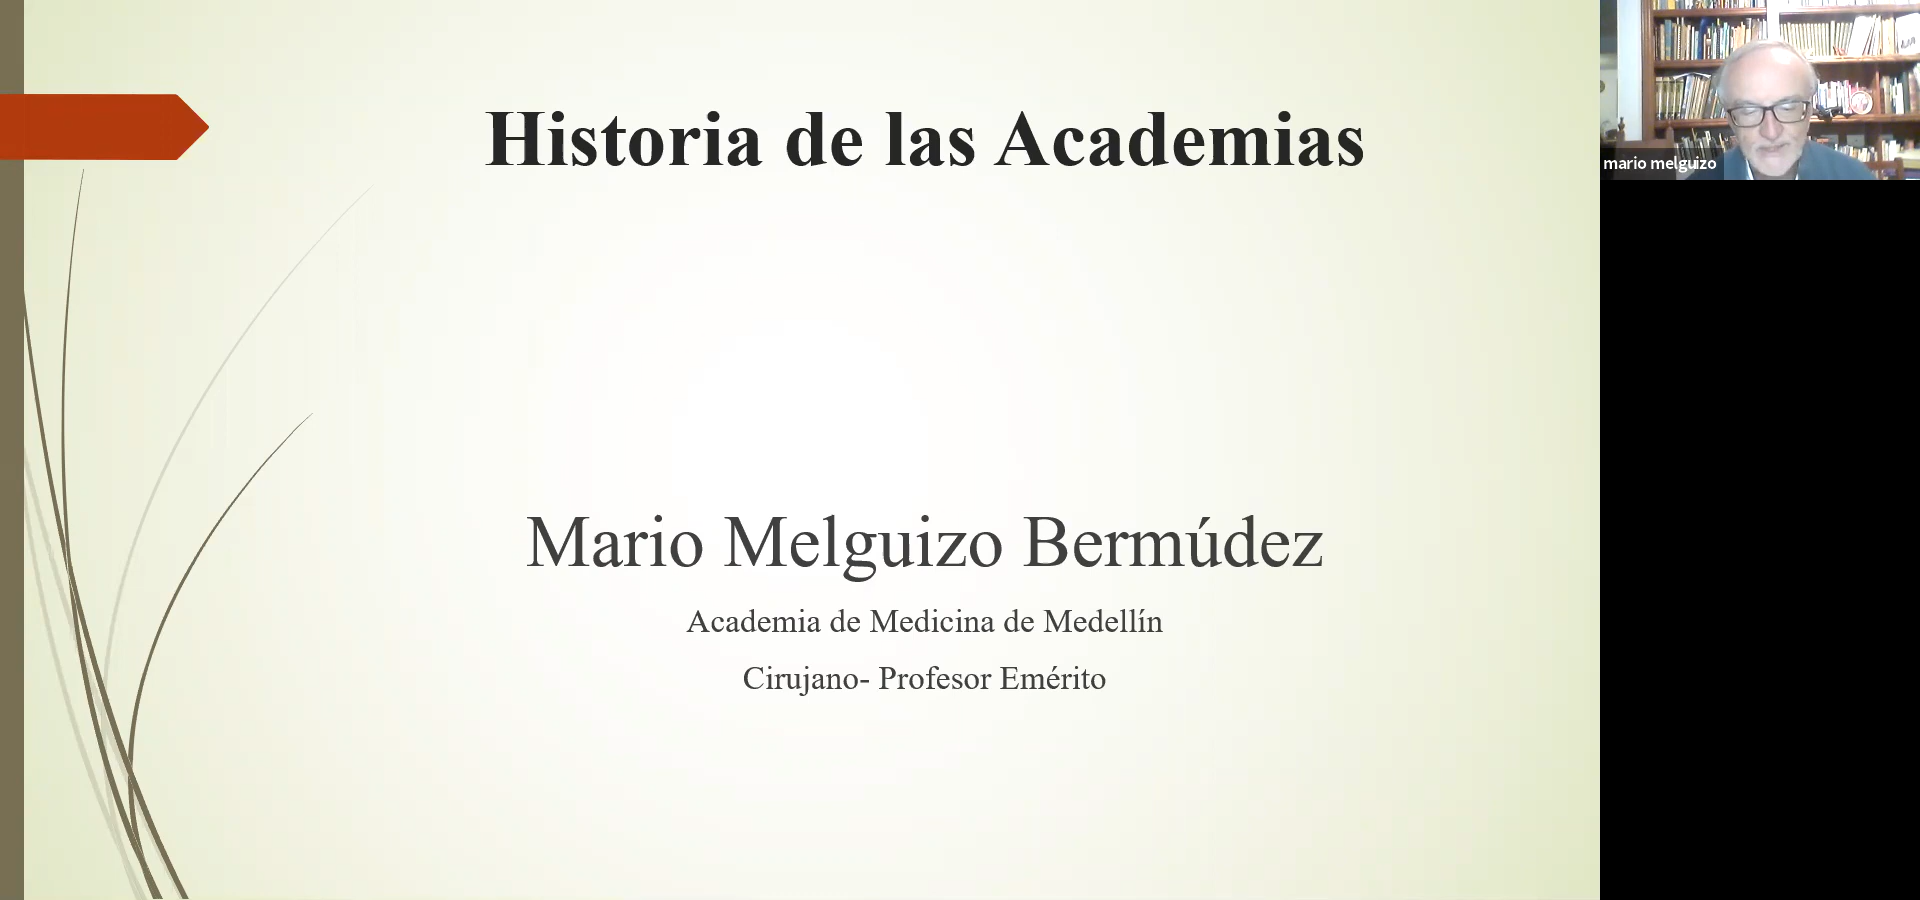 Historia de las Academias
Mario Melguizo Bermúdez
Academia de Medicina de Medellín
Cirujano- Profesor Emérito
mario melguizo